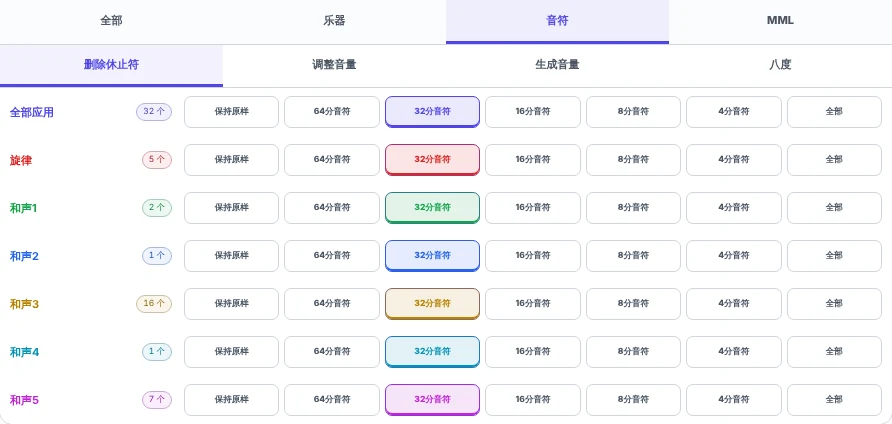 全部 乐器 音符 MML
删除休止符 调整音量 生成音量 八度
全部应用 32 个 保持原样 64分音符 32分音符 16分音符 8分音符 4分音符 全部
旋律 5 个 保持原样 64分音符 32分音符 16分音符 8分音符 4分音符 全部
和声1 2 个 保持原样 64分音符 32分音符 16分音符 8分音符 4分音符 全部
和声2 1 个 保持原样 64分音符 32分音符 16分音符 8分音符 4分音符 全部
和声3 16 个 保持原样 64分音符 32分音符 16分音符 8分音符 4分音符 全部
和声4 1 个 保持原样 64分音符 32分音符 16分音符 8分音符 4分音符 全部
和声5 7 个 保持原样 64分音符 32分音符 16分音符 8分音符 4分音符 全部